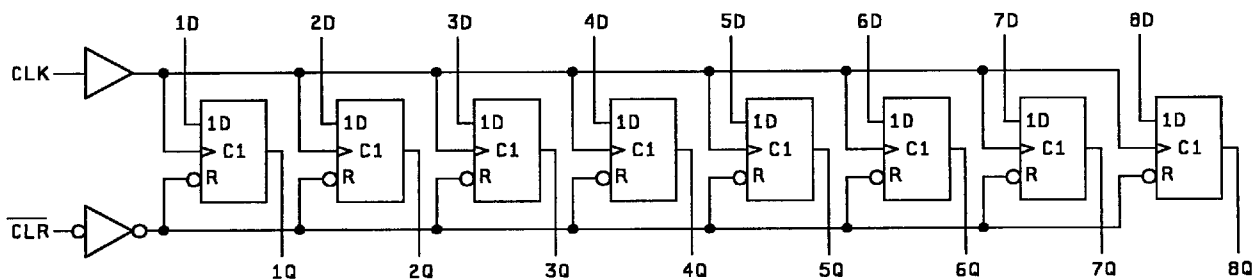 1D 2D 3D 4D 5D 6D 7D 8D
CLK
1D 1D 1D 1D 1D 1D 1D 1D
C1 C1 C1 C1 C1 C1 C1 C1
R R R R R R R R
C̅L̅R̅
1Q 2Q 3Q 4Q 5Q 6Q 7Q 8Q